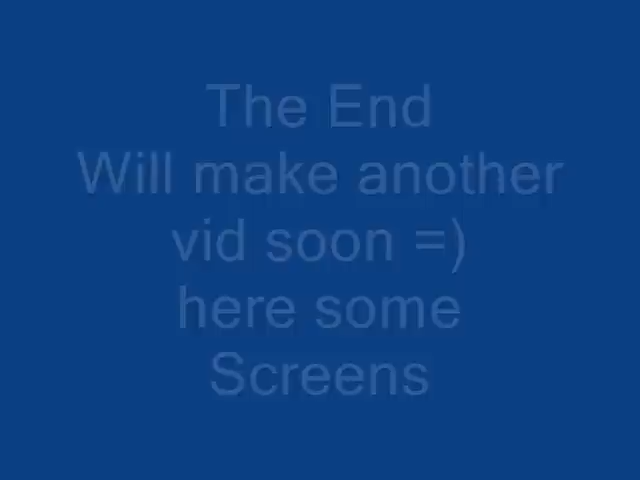 The End
Will make another
vid soon =)
here some
Screens